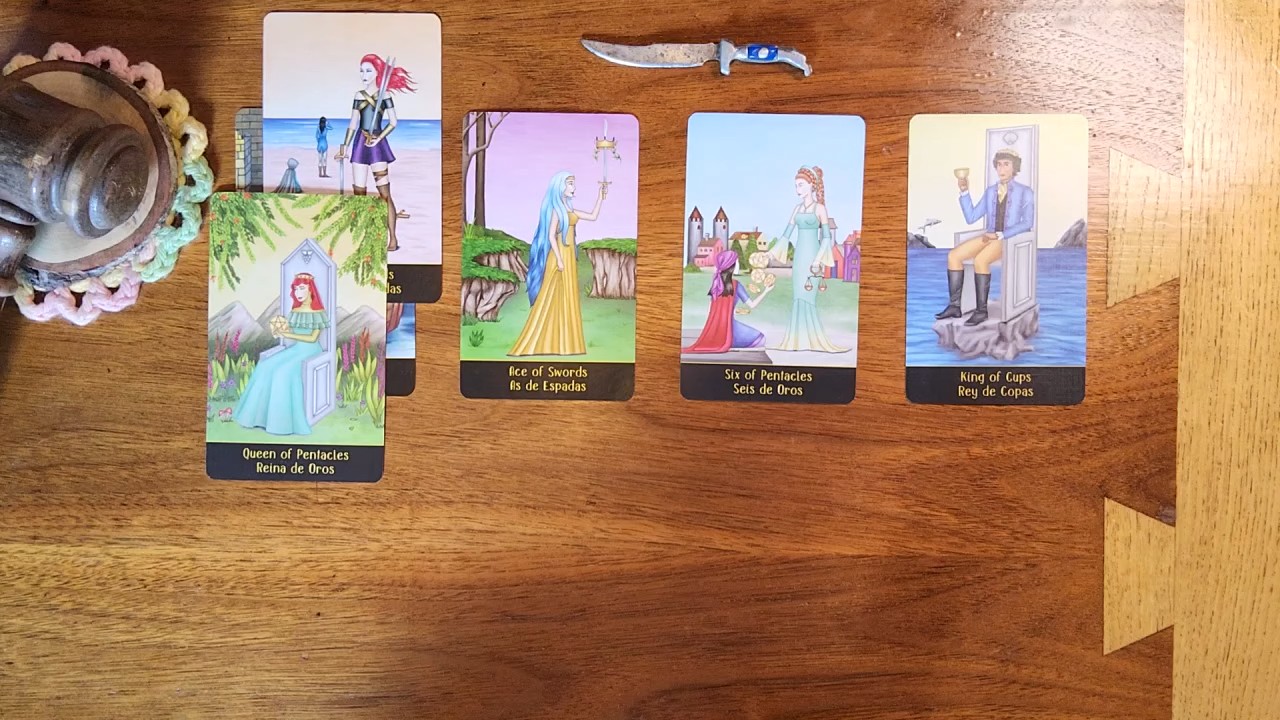 Queen of Pentacles
Reina de Oros
Ace of Swords
As de Espadas
Six of Pentacles
Seis de Oros
King of Cups
Rey de Copas